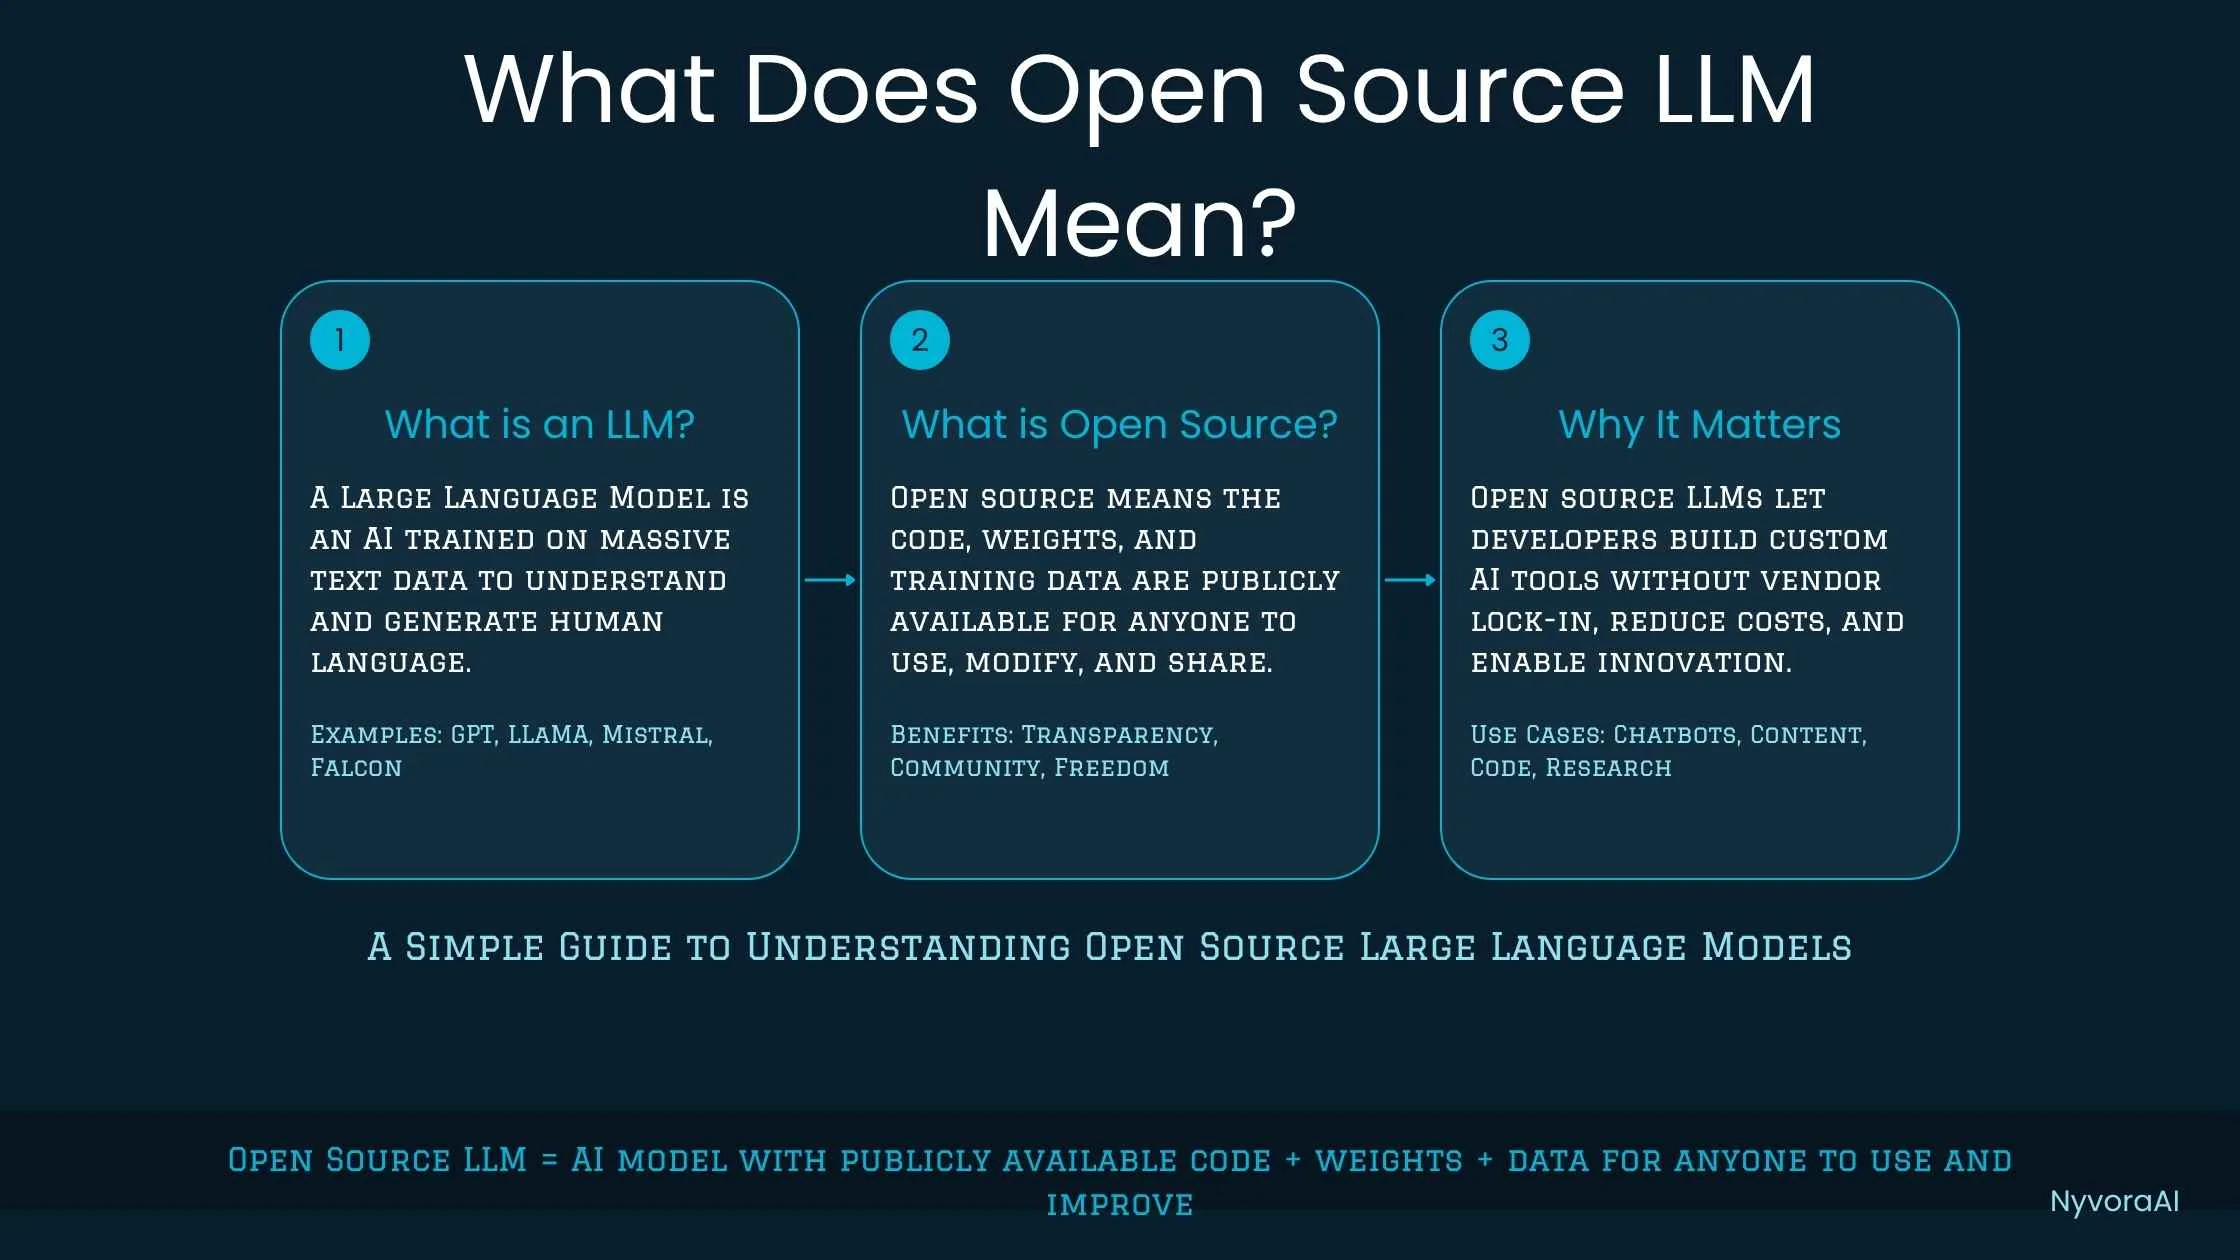 What Does Open Source LLM
Mean?
1
What is an LLM?
A Large Language Model is
an AI trained on massive
text data to understand
and generate human
language.
Examples: GPT, LLaMA, Mistral,
Falcon
2
What is Open Source?
Open source means the
code, weights, and
training data are publicly
available for anyone to
use, modify, and share.
Benefits: Transparency,
Community, Freedom
3
Why It Matters
Open source LLMs let
developers build custom
AI tools without vendor
lock-in, reduce costs, and
enable innovation.
Use Cases: Chatbots, Content,
Code, Research
A Simple Guide to Understanding Open Source Large Language Models
Open Source LLM = AI model with publicly available code + weights + data for anyone to use and
improve
NyvoraAI